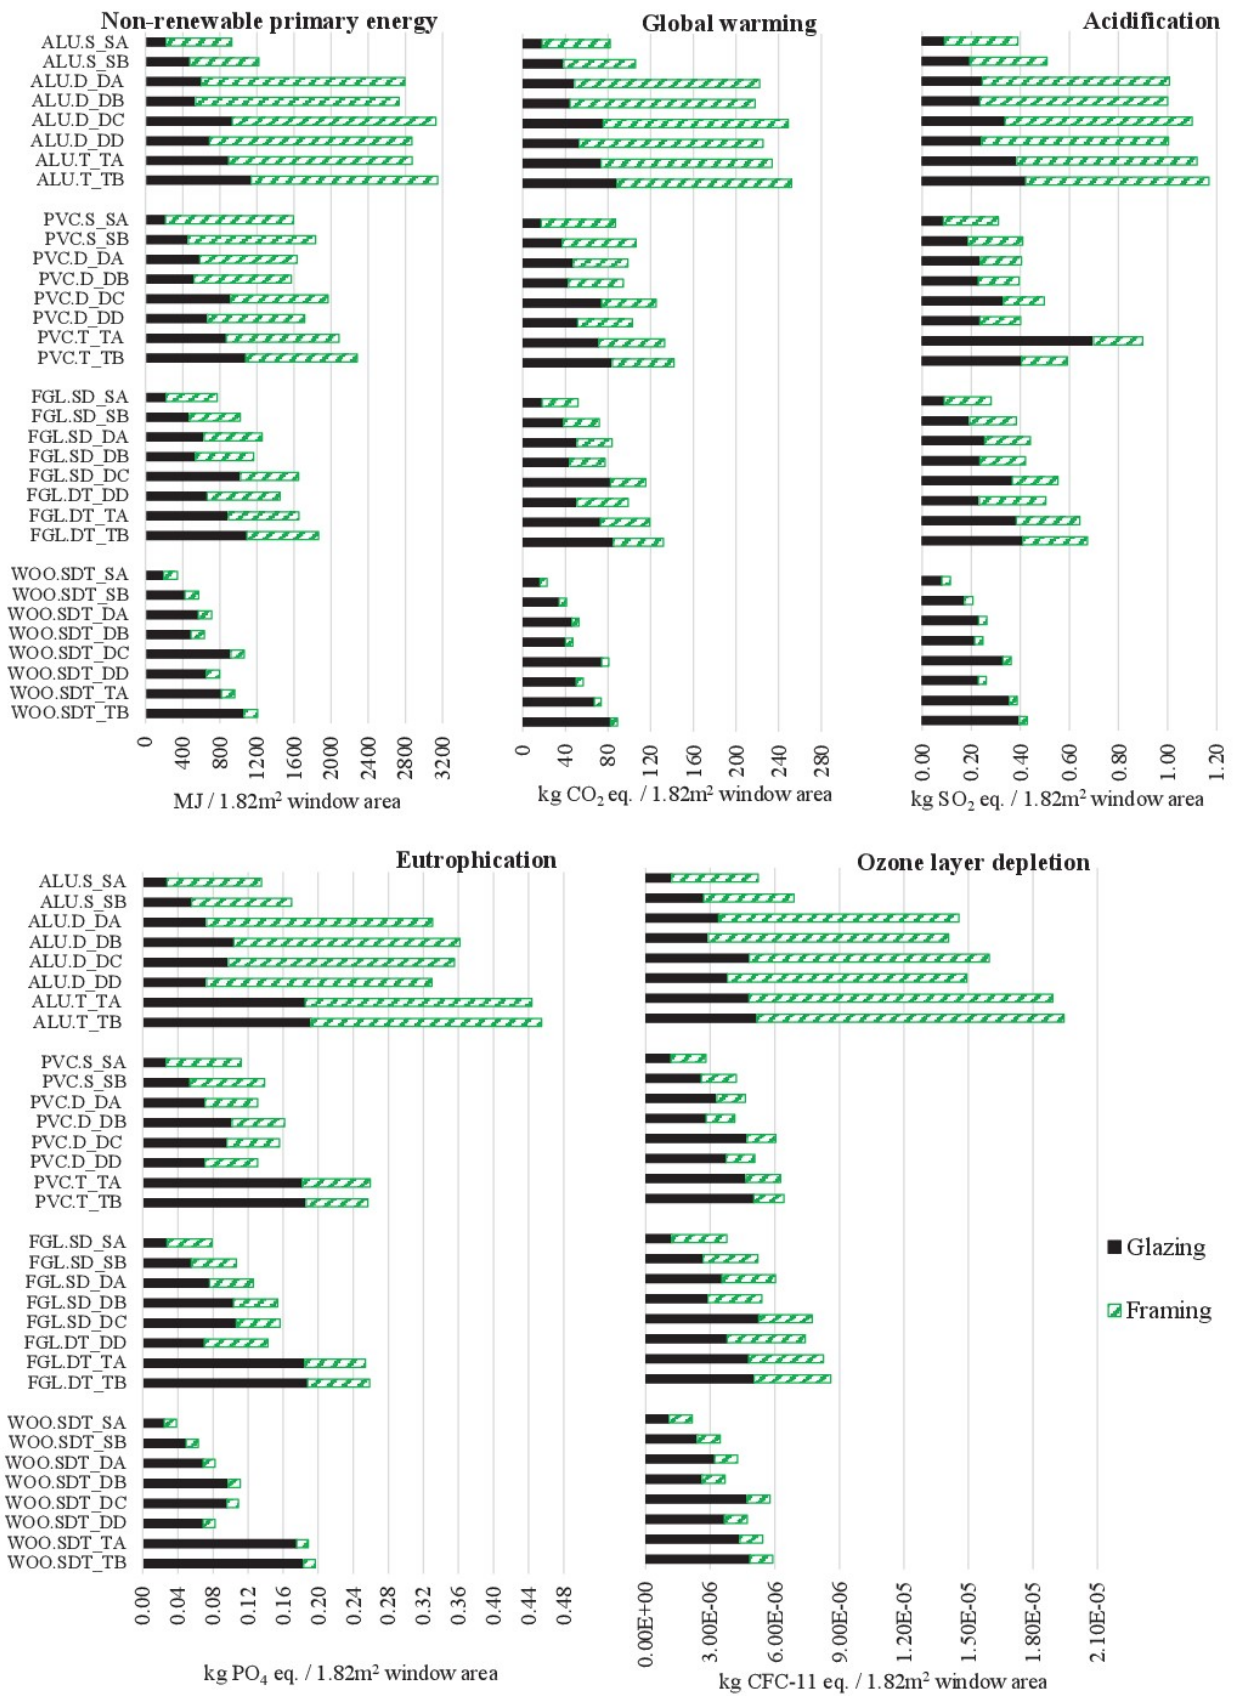 Non-renewable primary energy
Global warming
Acidification
ALU.S_SA
ALU.S_SB
ALU.D_DA
ALU.D_DB
ALU.D_DC
ALU.D_DD
ALU.T_TA
ALU.T_TB
PVC.S_SA
PVC.S_SB
PVC.D_DA
PVC.D_DB
PVC.D_DC
PVC.D_DD
PVC.T_TA
PVC.T_TB
FGL.SD_SA
FGL.SD_SB
FGL.SD_DA
FGL.SD_DB
FGL.SD_DC
FGL.DT_DD
FGL.DT_TA
FGL.DT_TB
WOO.SDT_SA
WOO.SDT_SB
WOO.SDT_DA
WOO.SDT_DB
WOO.SDT_DC
WOO.SDT_DD
WOO.SDT_TA
WOO.SDT_TB
0 400 800 1200 1600 2000 2400 2800 3200
0 40 80 120 160 200 240 280
0.00 0.20 0.40 0.60 0.80 1.00 1.20
MJ / 1.82m² window area
kg CO₂ eq. / 1.82m² window area
kg SO₂ eq. / 1.82m² window area
Eutrophication
Ozone layer depletion
ALU.S_SA
ALU.S_SB
ALU.D_DA
ALU.D_DB
ALU.D_DC
ALU.D_DD
ALU.T_TA
ALU.T_TB
PVC.S_SA
PVC.S_SB
PVC.D_DA
PVC.D_DB
PVC.D_DC
PVC.D_DD
PVC.T_TA
PVC.T_TB
FGL.SD_SA
FGL.SD_SB
FGL.SD_DA
FGL.SD_DB
FGL.SD_DC
FGL.DT_DD
FGL.DT_TA
FGL.DT_TB
WOO.SDT_SA
WOO.SDT_SB
WOO.SDT_DA
WOO.SDT_DB
WOO.SDT_DC
WOO.SDT_DD
WOO.SDT_TA
WOO.SDT_TB
Glazing
Framing
0.00 0.04 0.08 0.12 0.16 0.20 0.24 0.28 0.32 0.36 0.40 0.44 0.48
0.00E+00 3.00E-06 6.00E-06 9.00E-06 1.20E-05 1.50E-05 1.80E-05 2.10E-05
kg PO₄ eq. / 1.82m² window area
kg CFC-11 eq. / 1.82m² window area